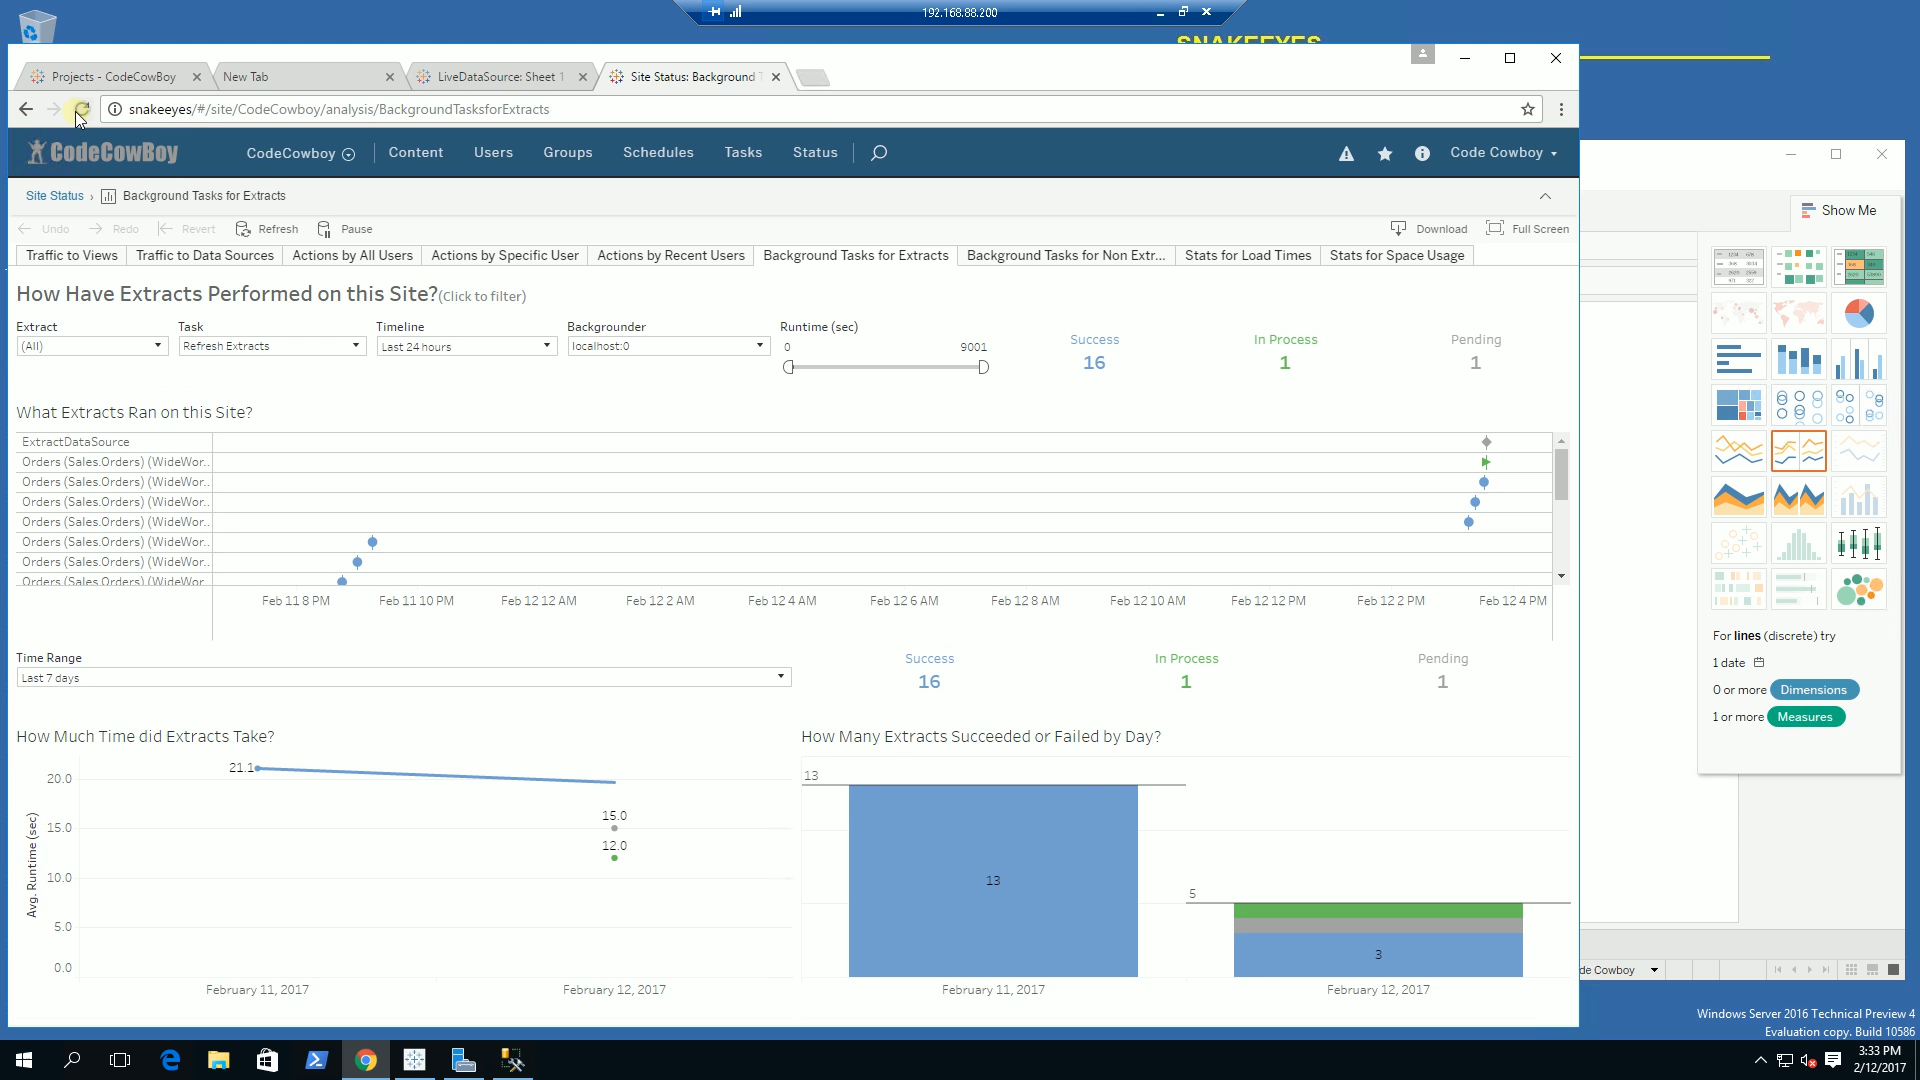 192.168.88.200
SNAKEEYES
Projects - CodeCowBoy
New Tab
LiveDataSource: Sheet 1
Site Status: Background T
snakeeyes/#/site/CodeCowboy/analysis/BackgroundTasksforExtracts
CodeCowBoy
CodeCowboy
Content
Users
Groups
Schedules
Tasks
Status
Code Cowboy
Site Status › Background Tasks for Extracts
Undo
Redo
Revert
Refresh
Pause
Download
Full Screen
Show Me
Traffic to Views
Traffic to Data Sources
Actions by All Users
Actions by Specific User
Actions by Recent Users
Background Tasks for Extracts
Background Tasks for Non Extr...
Stats for Load Times
Stats for Space Usage
How Have Extracts Performed on this Site?(Click to filter)
Extract
Task
Timeline
Backgrounder
Runtime (sec)
(All)
Refresh Extracts
Last 24 hours
localhost:0
0
9001
Success
16
In Process
1
Pending
1
What Extracts Ran on this Site?
ExtractDataSource
Orders (Sales.Orders) (WideWor..
Orders (Sales.Orders) (WideWor..
Orders (Sales.Orders) (WideWor..
Orders (Sales.Orders) (WideWor..
Orders (Sales.Orders) (WideWor..
Orders (Sales.Orders) (WideWor..
Orders (Sales.Orders) (WideWor
Feb 11 8 PM
Feb 11 10 PM
Feb 12 12 AM
Feb 12 2 AM
Feb 12 4 AM
Feb 12 6 AM
Feb 12 8 AM
Feb 12 10 AM
Feb 12 12 PM
Feb 12 2 PM
Feb 12 4 PM
Time Range
Last 7 days
Success
16
In Process
1
Pending
1
How Much Time did Extracts Take?
Avg. Runtime (sec)
20.0
15.0
10.0
5.0
0.0
21.1
15.0
12.0
February 11, 2017
February 12, 2017
How Many Extracts Succeeded or Failed by Day?
13
13
5
3
February 11, 2017
February 12, 2017
For lines (discrete) try
1 date
0 or more Dimensions
1 or more Measures
de Cowboy
Windows Server 2016 Technical Preview 4
Evaluation copy. Build 10586
3:33 PM
2/12/2017